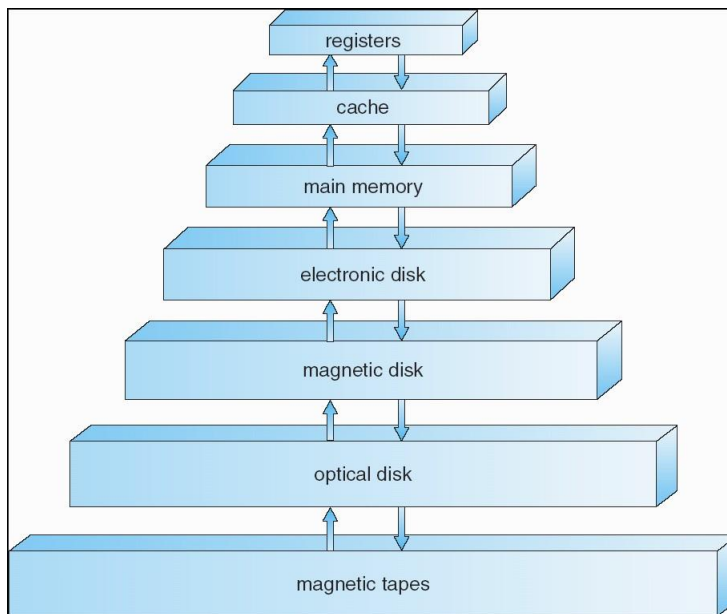 registers
cache
main memory
electronic disk
magnetic disk
optical disk
magnetic tapes